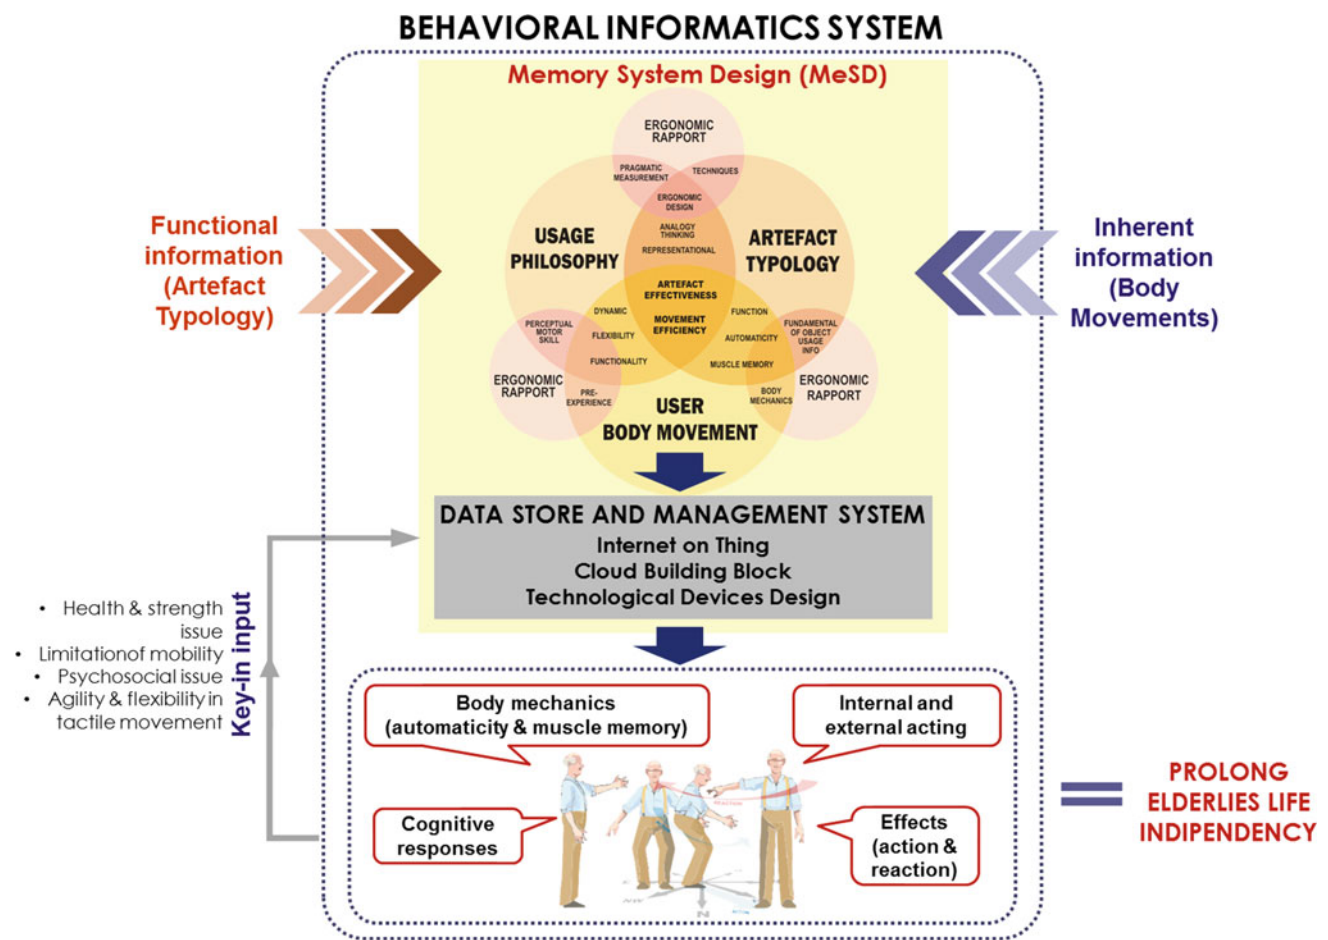 BEHAVIORAL INFORMATICS SYSTEM
Memory System Design (MeSD)
ERGONOMIC
RAPPORT
PRAGMATIC
MEASUREMENT
TECHNIQUES
ERGONOMIC
DESIGN
ANALOGY
THINKING
REPRESENTATIONAL
USAGE
PHILOSOPHY
ARTEFACT
TYPOLOGY
ARTEFACT
EFFECTIVENESS
MOVEMENT
EFFICIENCY
DYNAMIC
FLEXIBILITY
FUNCTIONALITY
FUNCTION
AUTOMATICITY
MUSCLE MEMORY
PERCEPTUAL
MOTOR
SKILL
FUNDAMENTAL
OF OBJECT
USAGE
INFO
ERGONOMIC
RAPPORT
PRE-
EXPERIENCE
BODY
MECHANICS
ERGONOMIC
RAPPORT
USER
BODY MOVEMENT
Functional
information
(Artefact
Typology)
Inherent
information
(Body
Movements)
DATA STORE AND MANAGEMENT SYSTEM
Internet on Thing
Cloud Building Block
Technological Devices Design
• Health & strength
issue
• Limitationof mobility
• Psychosocial issue
• Agility & flexibility in
tactile movement
Key-in input
Body mechanics
(automaticity & muscle memory)
Internal and
external acting
Cognitive
responses
Effects
(action &
reaction)
REACTION
N
PROLONG
ELDERLIES LIFE
INDIPENDENCY